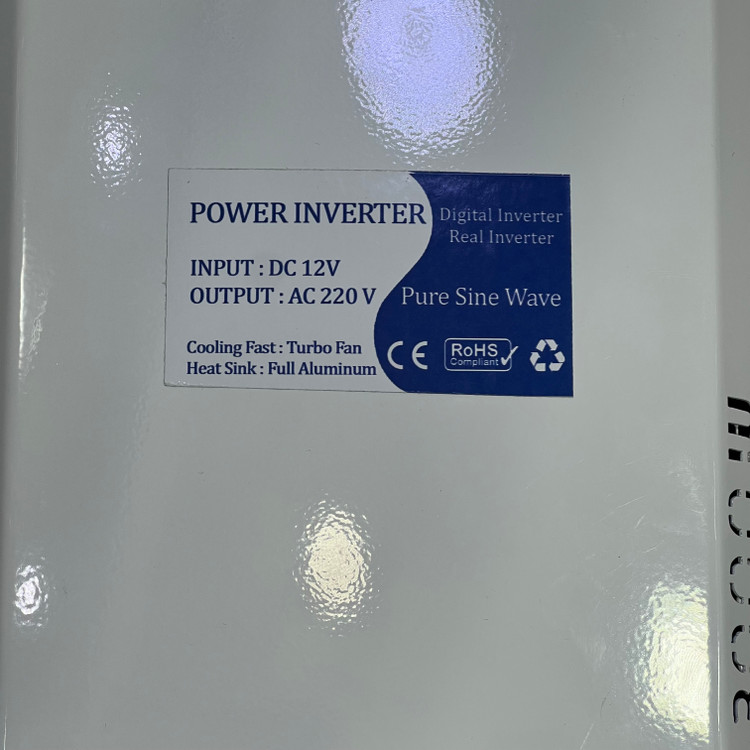 POWER INVERTER
Digital Inverter
Real Inverter
INPUT : DC 12V
OUTPUT : AC 220 V
Pure Sine Wave
Cooling Fast : Turbo Fan
Heat Sink : Full Aluminum
CE
RoHS
Compliant